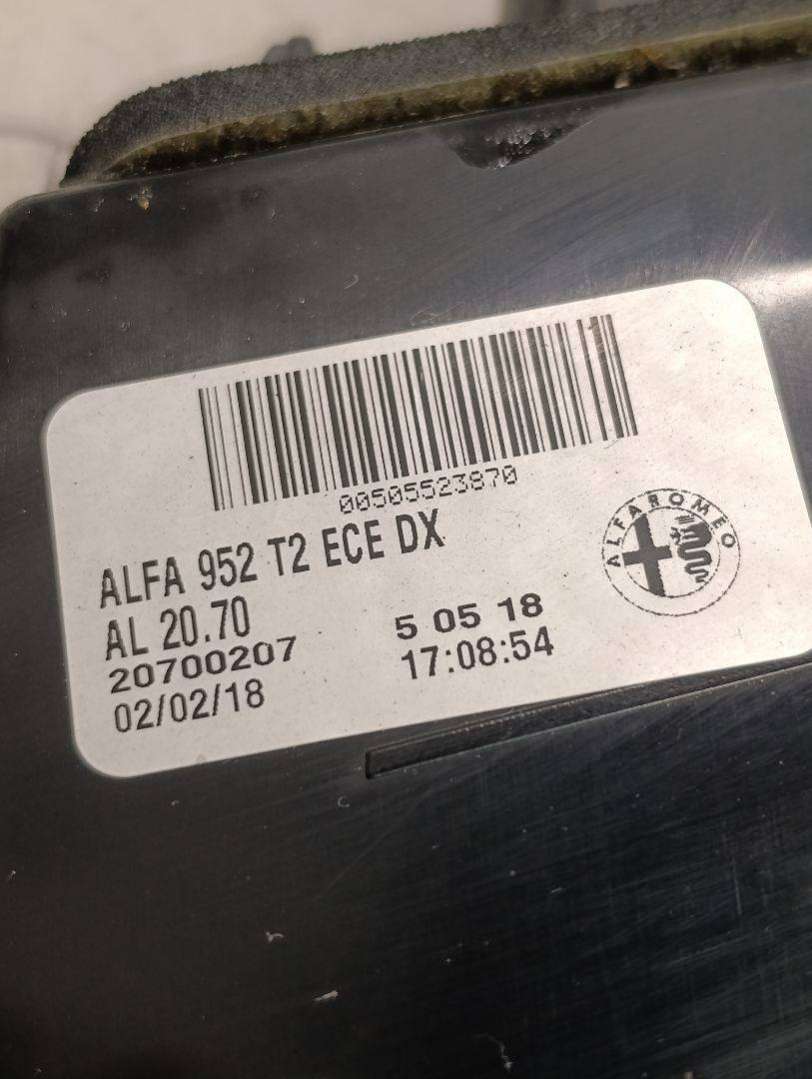 00505523870
ALFA 952 T2 ECE DX
AL 20.70
20700207
02/02/18
5 05 18
17:08:54
ALFA ROMEO